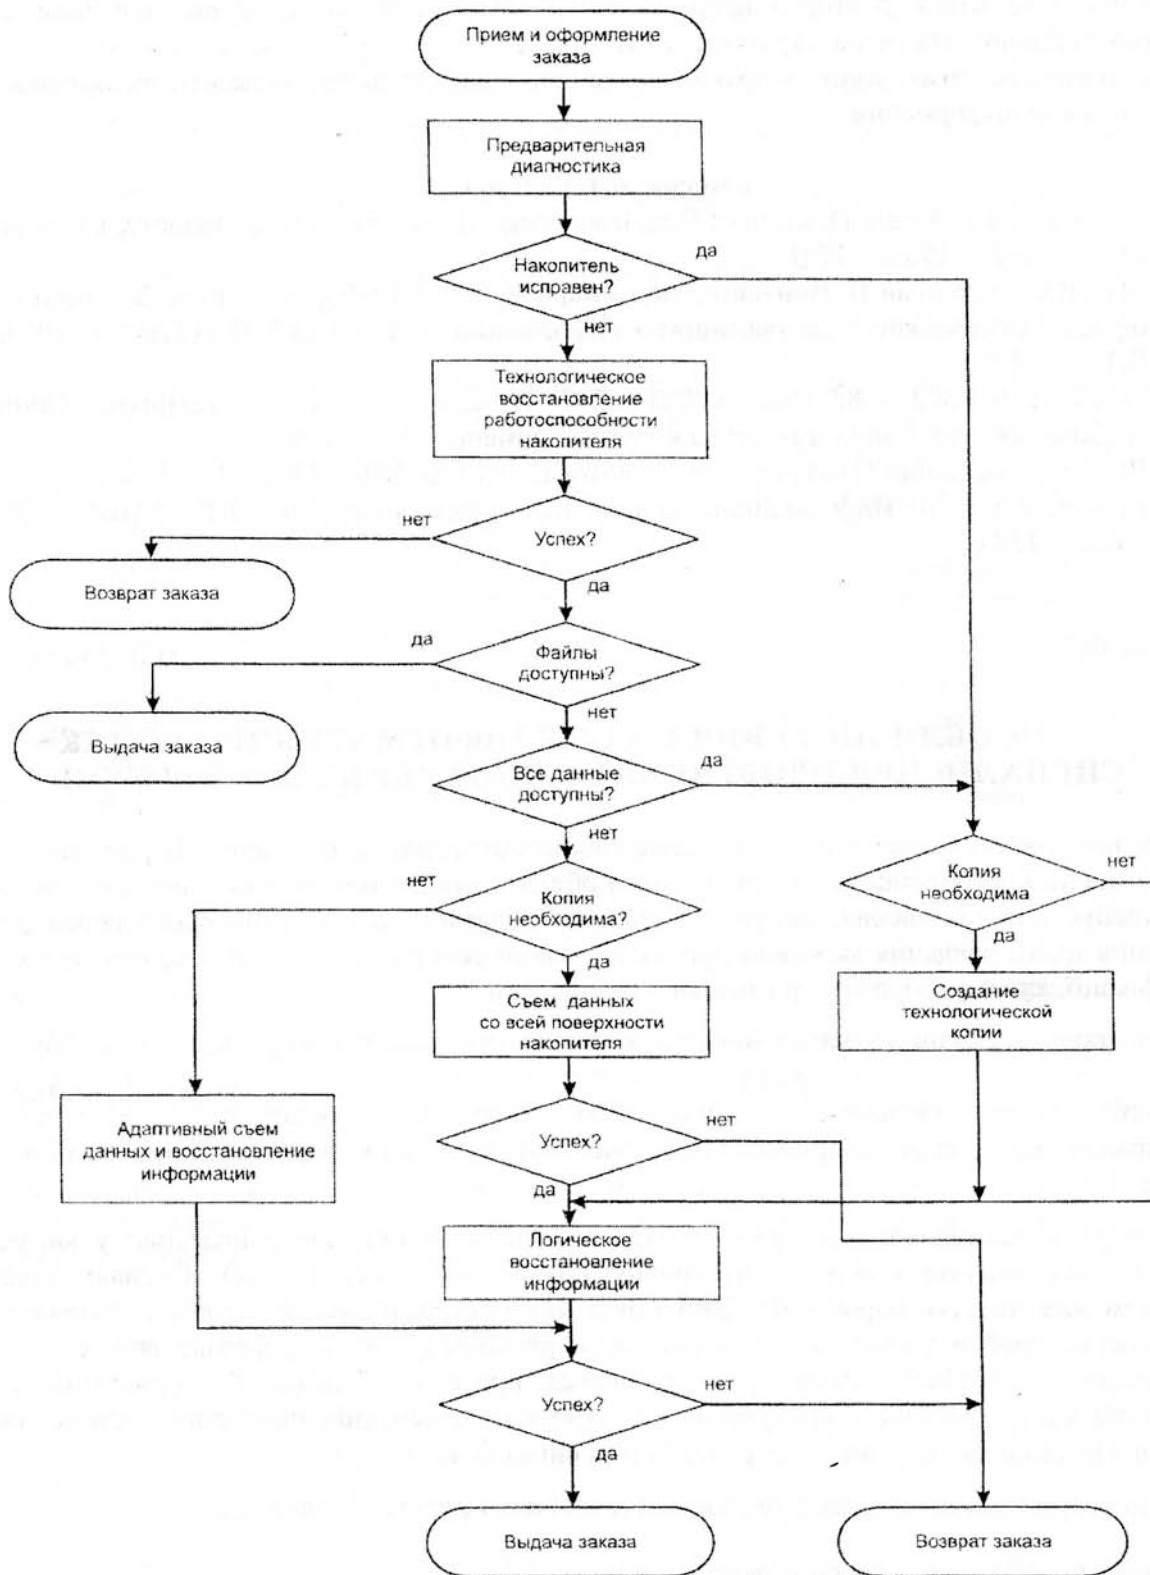 Прием и оформление
заказа
Предварительная
диагностика
да
Накопитель
исправен?
нет
Технологическое
восстановление
работоспособности
накопителя
нет
Успех?
Возврат заказа
да
да
Файлы
доступны?
нет
Выдача заказа
Все данные
доступны?
да
нет
нет
Копия
необходима?
Копия
необходима
нет
да
да
Съем данных
со всей поверхности
накопителя
Создание
технологической
копии
Адаптивный съем
данных и восстановление
информации
Успех?
нет
да
Логическое
восстановление
информации
Успех?
нет
да
Выдача заказа
Возврат заказа